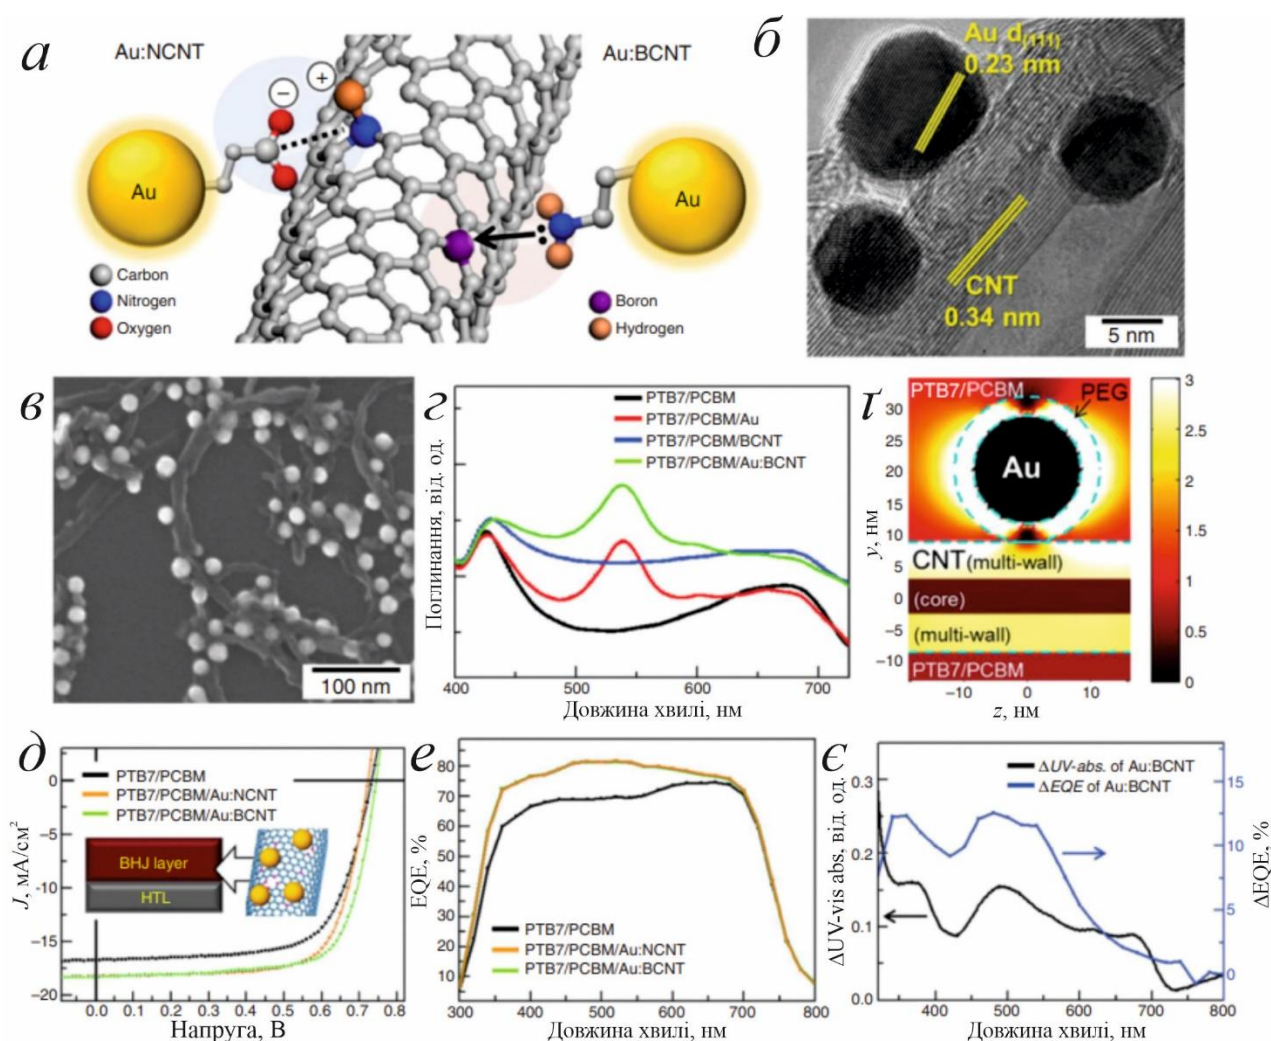 а
Au:NCNT
Au:BCNT
Au
Au
Carbon
Nitrogen
Oxygen
Boron
Hydrogen
б
Au d(111)
0.23 nm
CNT
0.34 nm
5 nm
в
100 nm
г
PTB7/PCBM
PTB7/PCBM/Au
PTB7/PCBM/BCNT
PTB7/PCBM/Au:BCNT
Поглинання, від. од.
400 500 600 700
Довжина хвилі, нм
ґ
PTB7/PCBM
PEG
Au
CNT (multi-wall)
(core)
(multi-wall)
PTB7/PCBM
y, нм
30
25
20
15
10
5
0
−5
−10
−10 0 10
z, нм
3
2.5
2
1.5
1
0.5
0
д
PTB7/PCBM
PTB7/PCBM/Au:NCNT
PTB7/PCBM/Au:BCNT
BHJ layer
HTL
J, мА/см²
0
−5
−10
−15
−20
0.0 0.1 0.2 0.3 0.4 0.5 0.6 0.7 0.8
Напруга, В
е
PTB7/PCBM
PTB7/PCBM/Au:NCNT
PTB7/PCBM/Au:BCNT
EQE, %
80
70
60
50
40
30
20
10
300 400 500 600 700 800
Довжина хвилі, нм
є
ΔUV-abs. of Au:BCNT
ΔEQE of Au:BCNT
ΔUV-vis abs, від. од.
0.3
0.2
0.1
0.0
ΔEQE, %
15
10
5
0
400 500 600 700 800
Довжина хвилі, нм